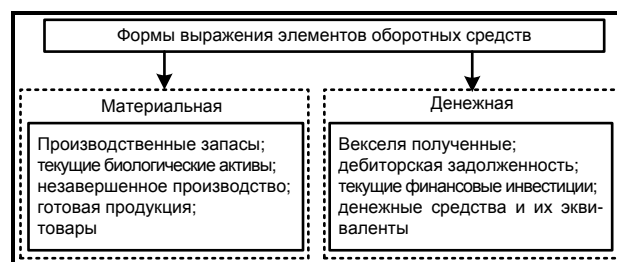 Формы выражения элементов оборотных средств
Материальная
Производственные запасы;
текущие биологические активы;
незавершенное производство;
готовая продукция;
товары
Денежная
Векселя полученные;
дебиторская задолженность;
текущие финансовые инвестиции;
денежные средства и их экви-
валенты